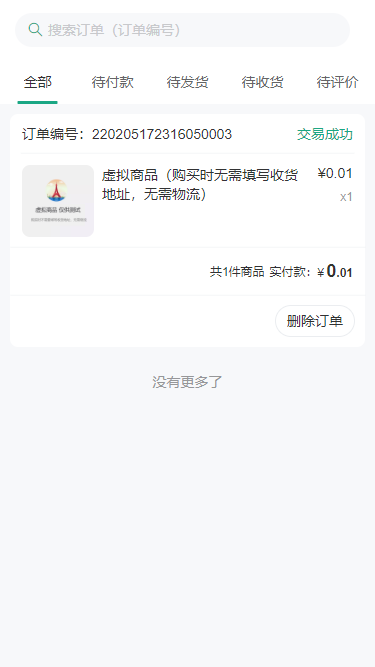 搜索订单（订单编号）
全部 待付款 待发货 待收货 待评价
订单编号：220205172316050003 交易成功
虚拟商品（购买时无需填写收货 ¥0.01
地址，无需物流） x1
虚拟商品 仅供测试
共1件商品 实付款：¥0.01
删除订单
没有更多了